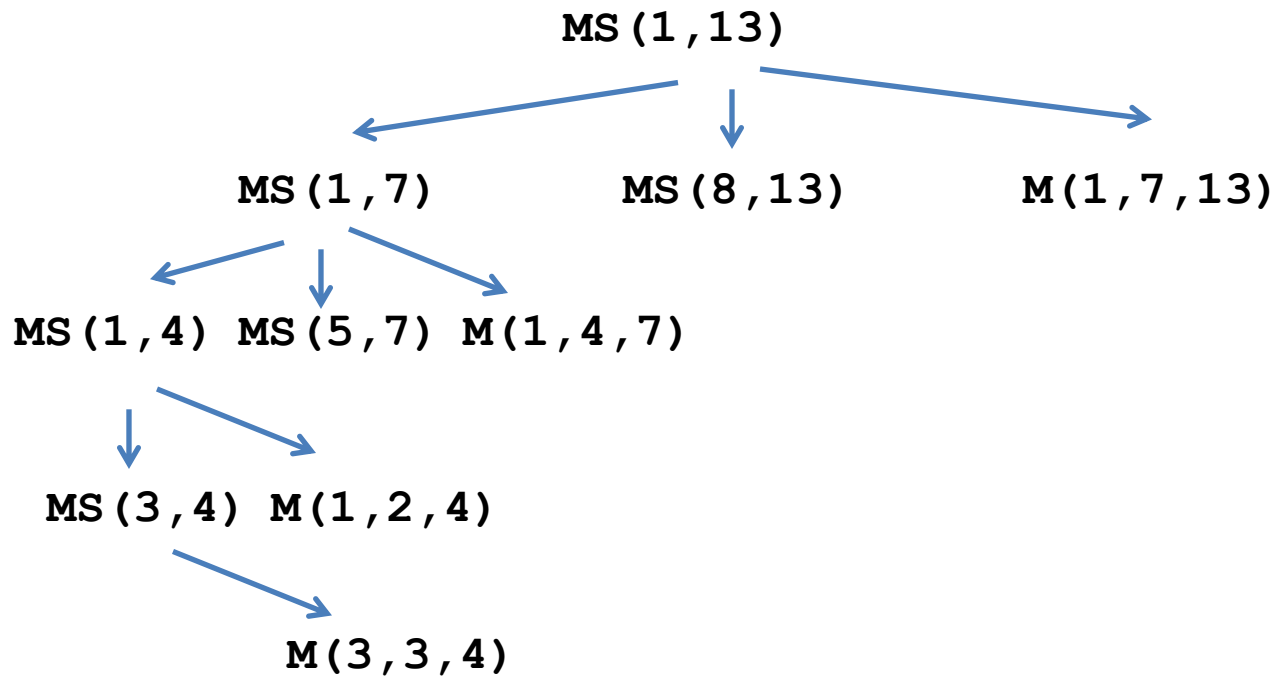 MS(1,13)
MS(1,7) MS(8,13) M(1,7,13)
MS(1,4) MS(5,7) M(1,4,7)
MS(3,4) M(1,2,4)
M(3,3,4)